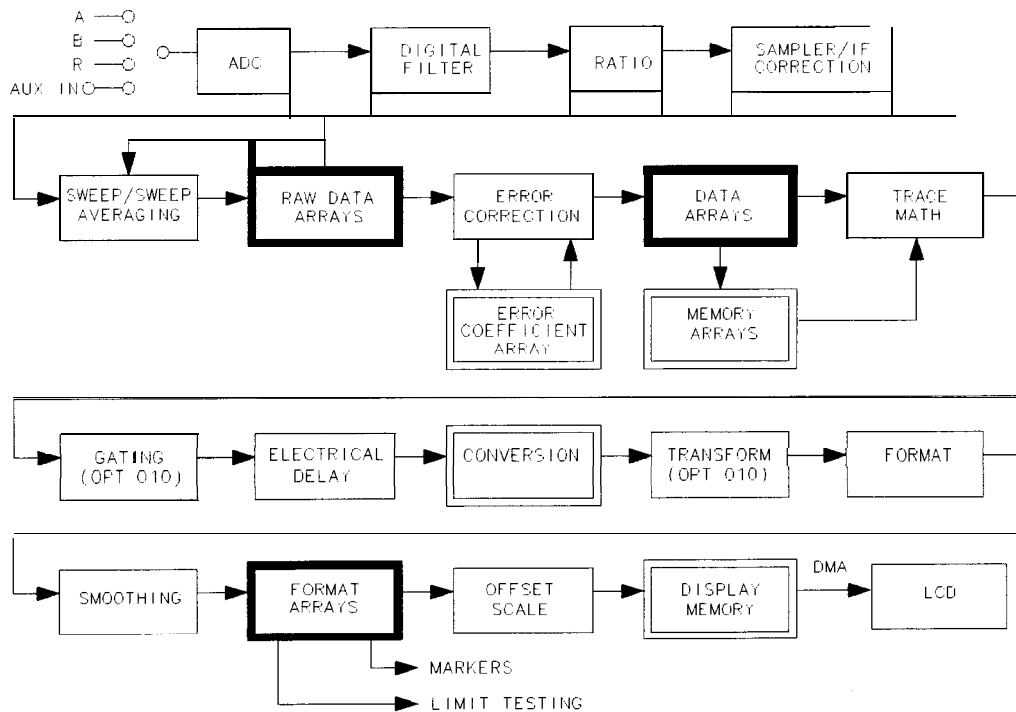 A
B
R
AUX IN
ADC
DIGITAL
FILTER
RATIO
SAMPLER/IF
CORRECTION
SWEEP/SWEEP
AVERAGING
RAW DATA
ARRAYS
ERROR
CORRECTION
DATA
ARRAYS
TRACE
MATH
ERROR
COEFFICIENT
ARRAY
MEMORY
ARRAYS
GATING
(OPT 010)
ELECTRICAL
DELAY
CONVERSION
TRANSFORM
(OPT 010)
FORMAT
SMOOTHING
FORMAT
ARRAYS
OFFSET
SCALE
DISPLAY
MEMORY
DMA
LCD
MARKERS
LIMIT TESTING